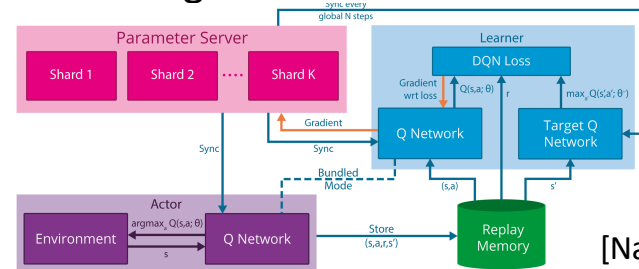 Sync every
global N steps
Parameter Server
Learner
Shard 1
Shard 2
Shard K
DQN Loss
Gradient
wrt loss
Q(s,a; θ)
r
maxₐ' Q(s',a'; θ⁻)
Gradient
Sync
Sync
Q Network
Target Q
Network
Bundled
Mode
(s,a)
s'
Actor
Environment
argmaxₐ Q(s,a; θ)
s
Q Network
Store
(s,a,r,s')
Replay
Memory